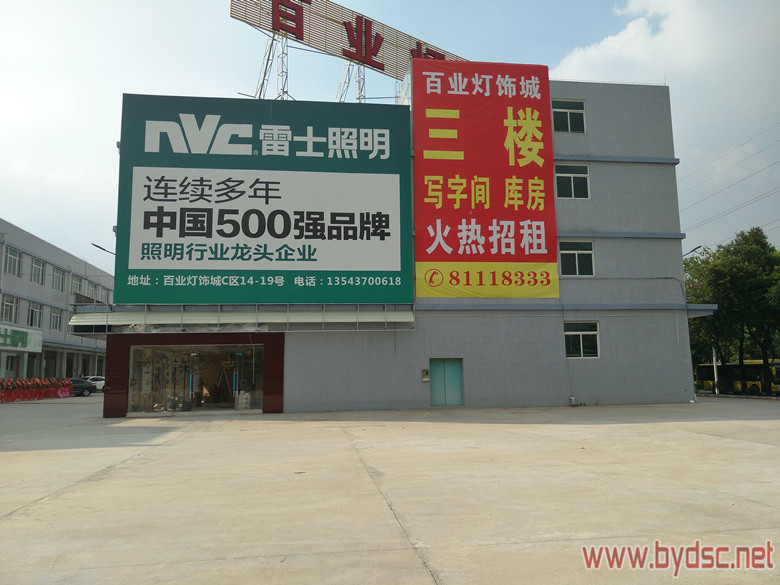 百业
nvc 雷士照明
连续多年
中国500强品牌
照明行业龙头企业
地址：百业灯饰城C区14-19号 电话：13543700618
百业灯饰城
三楼
写字间 库房
火热招租
81118333
www.bydsc.net